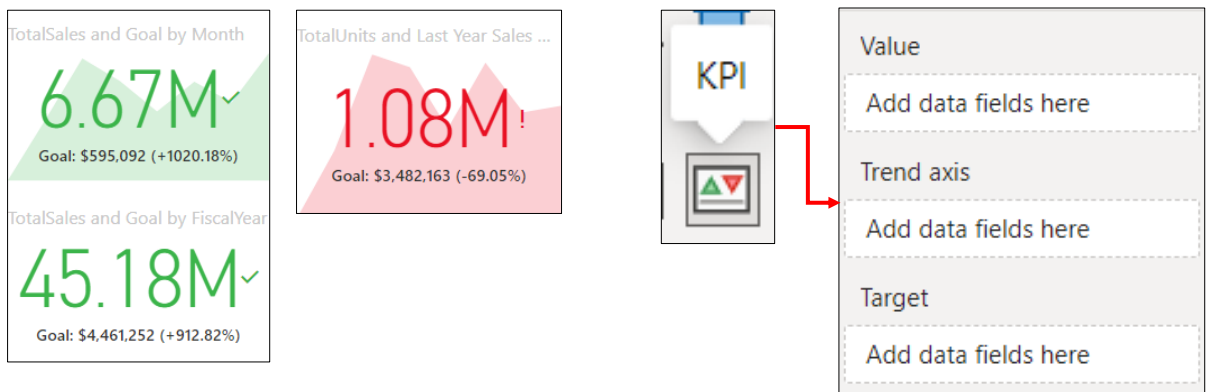 TotalSales and Goal by Month
6.67M
Goal: $595,092 (+1020.18%)
TotalSales and Goal by FiscalYear
45.18M
Goal: $4,461,252 (+912.82%)
TotalUnits and Last Year Sales ...
1.08M!
Goal: $3,482,163 (-69.05%)
KPI
Value
Add data fields here
Trend axis
Add data fields here
Target
Add data fields here